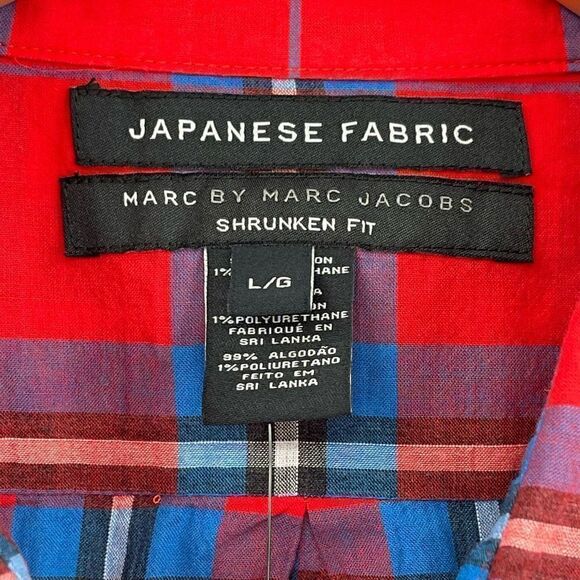 JAPANESE FABRIC
MARC BY MARC JACOBS
SHRUNKEN FIT
L/G
1%
1%POLYURETHANE
FABRIQUÉ EN
SRI LANKA
99% ALGODÃO
1%POLIURETANO
FEITO EM
SRI LANKA